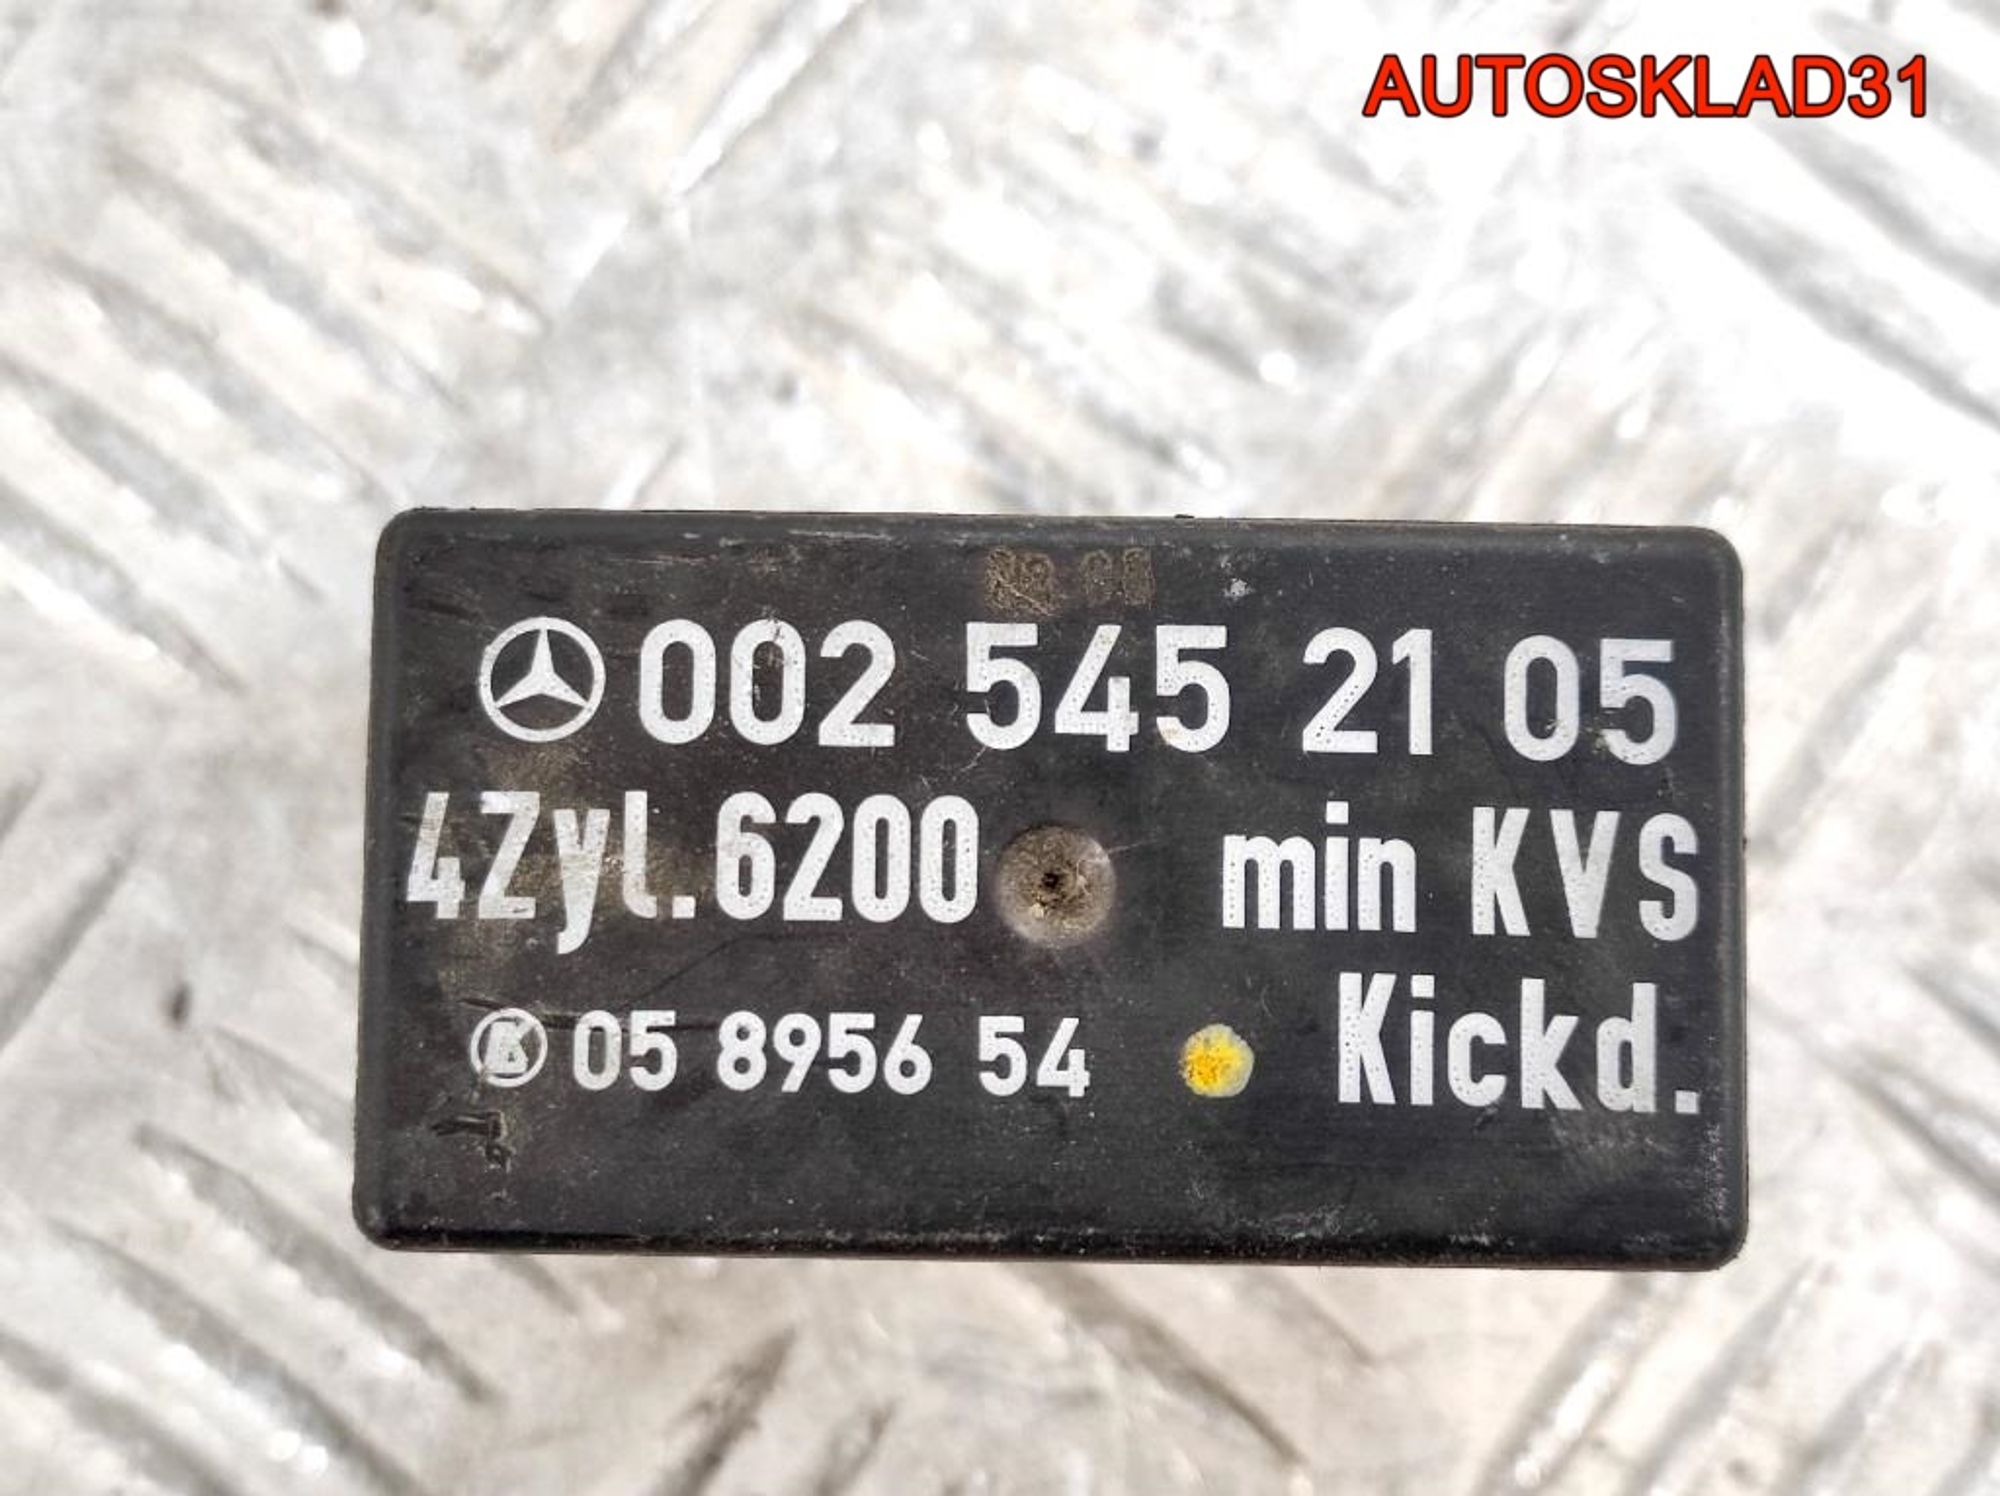 AUTOSKLAD31
002 545 21 05
4Zyl.6200 min KVS
05 8956 54 Kickd.